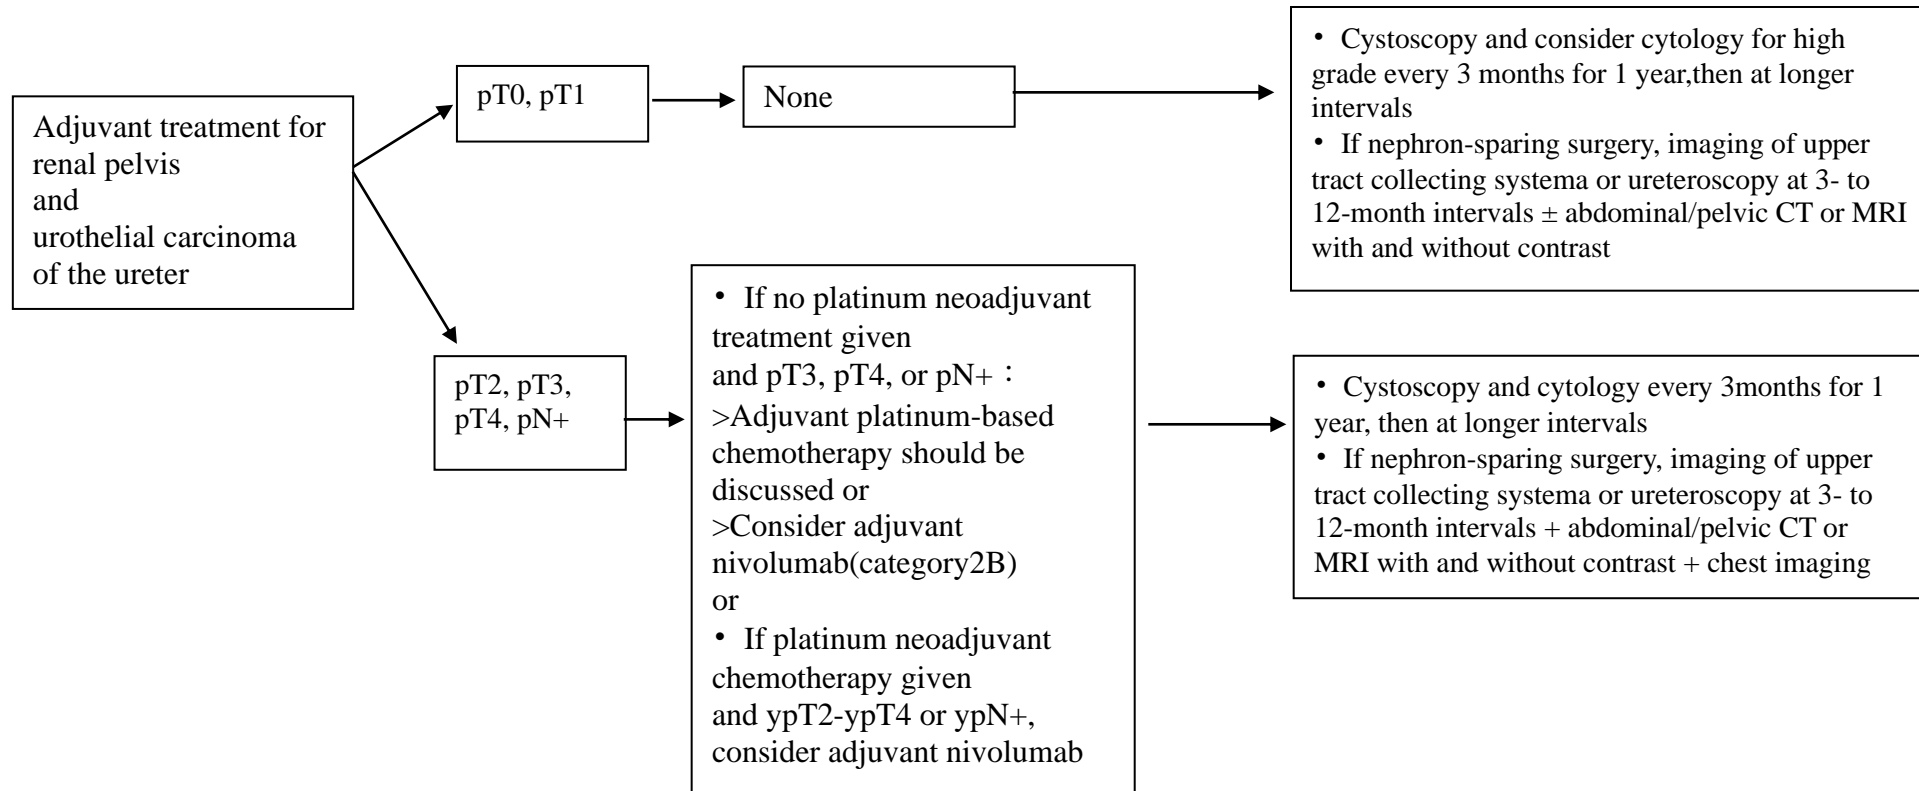 Adjuvant treatment for
renal pelvis
and
urothelial carcinoma
of the ureter
pT0, pT1
None
• Cystoscopy and consider cytology for high
grade every 3 months for 1 year,then at longer
intervals
• If nephron-sparing surgery, imaging of upper
tract collecting systema or ureteroscopy at 3- to
12-month intervals ± abdominal/pelvic CT or MRI
with and without contrast
pT2, pT3,
pT4, pN+
• If no platinum neoadjuvant
treatment given
and pT3, pT4, or pN+：
>Adjuvant platinum-based
chemotherapy should be
discussed or
>Consider adjuvant
nivolumab(category2B)
or
• If platinum neoadjuvant
chemotherapy given
and ypT2-ypT4 or ypN+,
consider adjuvant nivolumab
• Cystoscopy and cytology every 3months for 1
year, then at longer intervals
• If nephron-sparing surgery, imaging of upper
tract collecting systema or ureteroscopy at 3- to
12-month intervals + abdominal/pelvic CT or
MRI with and without contrast + chest imaging